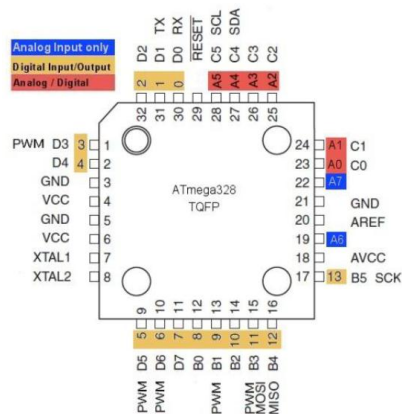 Analog Input only
Digital Input/Output
Analog / Digital
D2
D1 TX
D0 RX
RESET
C5 SCL
C4 SDA
C3
C2
2
1
0
A5
A4
A3
A2
32
31
30
29
28
27
26
25
PWM D3 3 1
D4 4 2
GND 3
VCC 4
GND 5
VCC 6
XTAL1 7
XTAL2 8
ATmega328
TQFP
24 A1 C1
23 A0 C0
22 A7
21 GND
20 AREF
19 A6
18 AVCC
17 13 B5 SCK
9
10
11
12
13
14
15
16
5
6
7
8
9
10
11
12
PWM D5
PWM D6
D7
B0
PWM B1
B2
PWM B3
MOSI
MISO B4